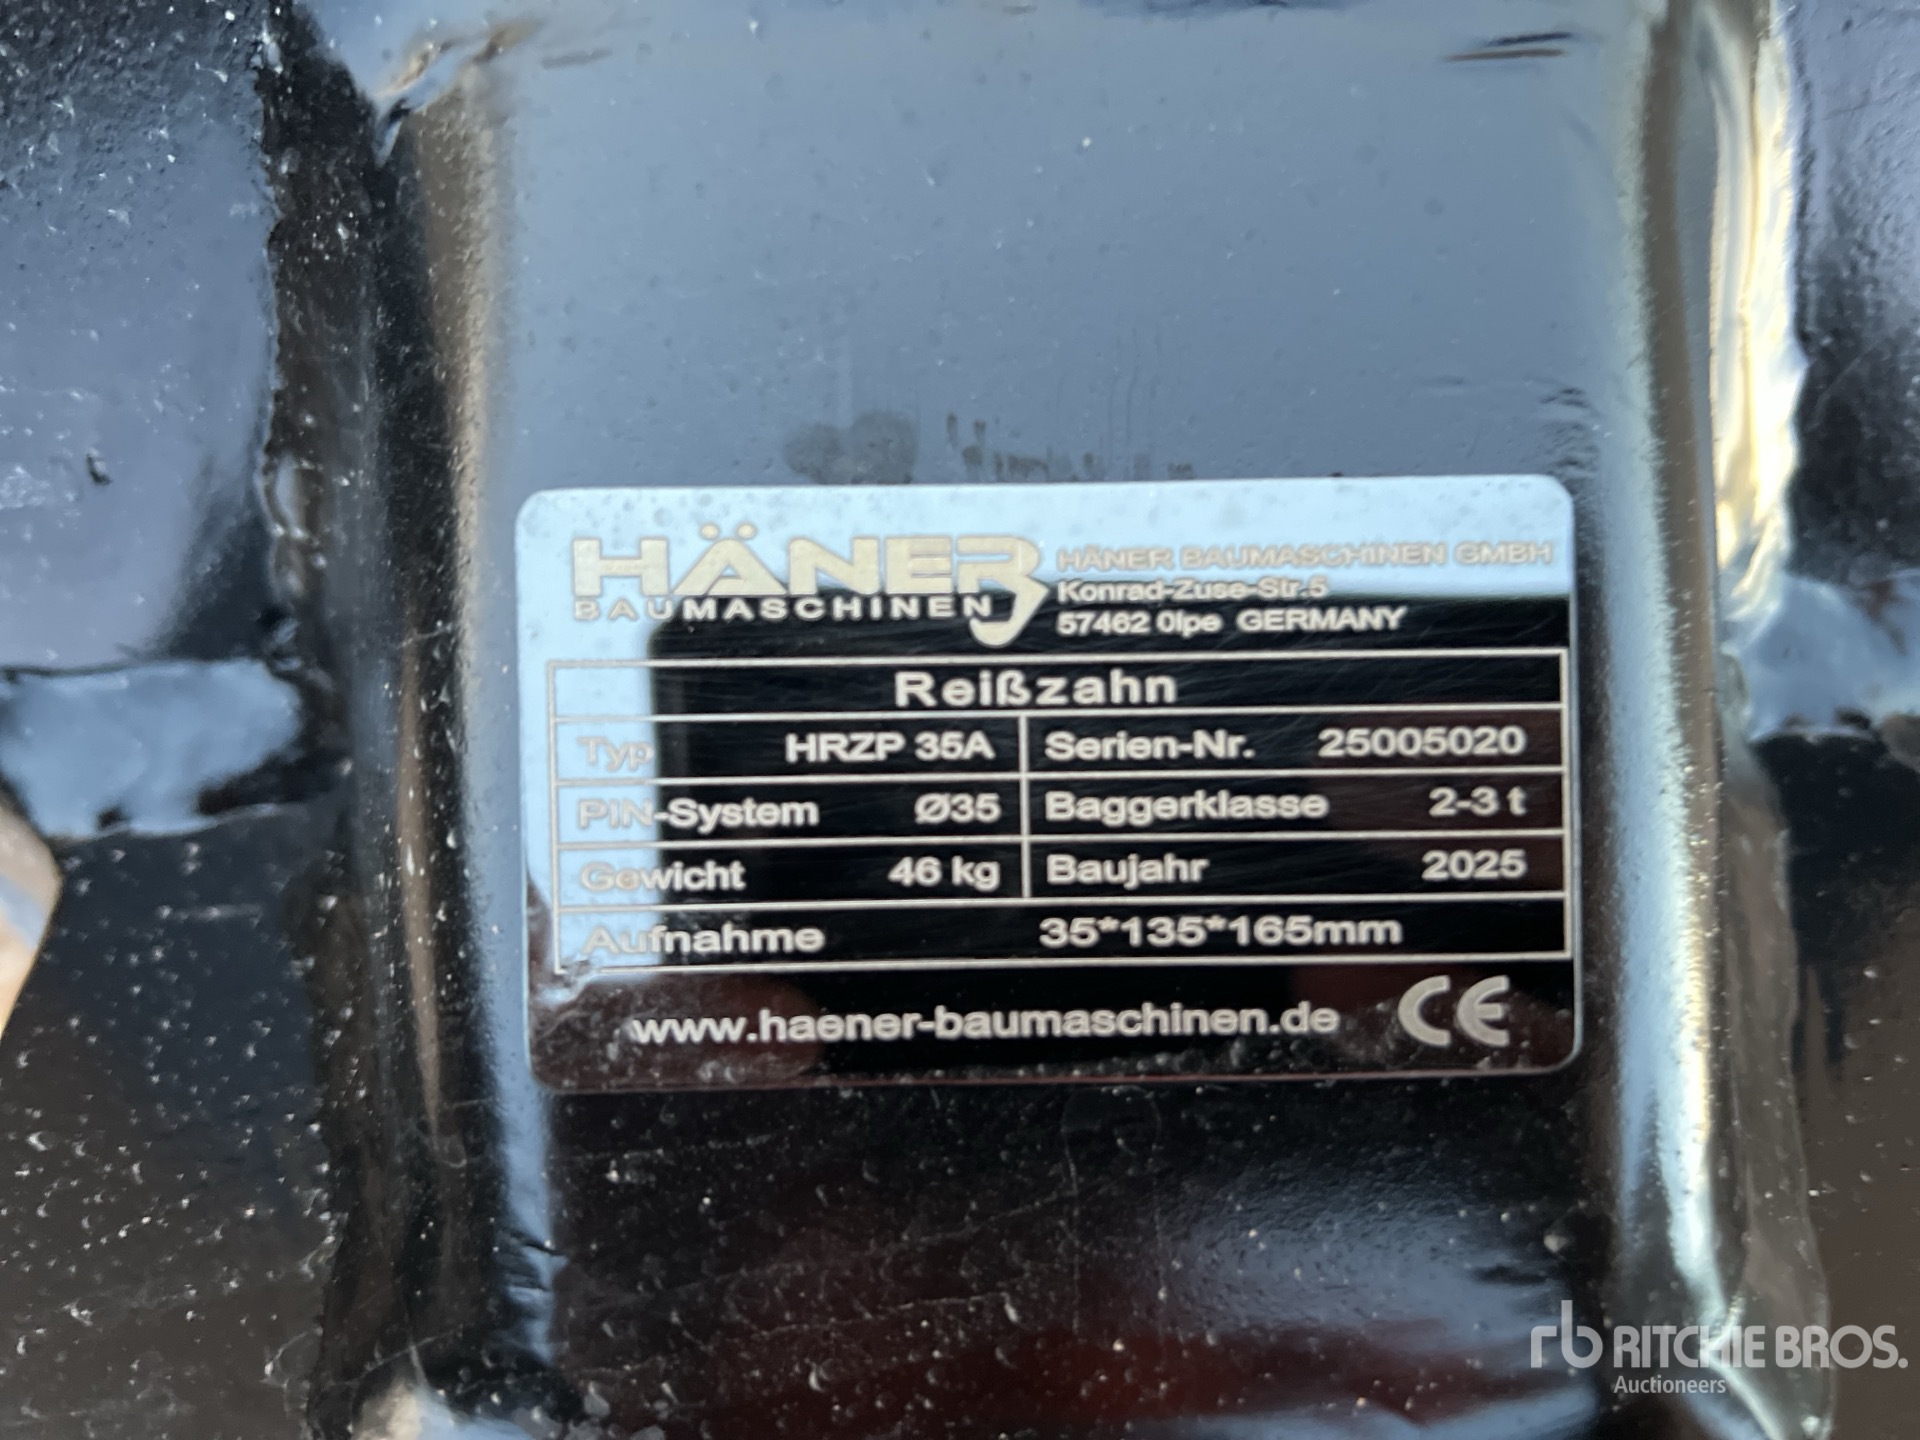 HÄNER
BAUMASCHINEN
HÄNER BAUMASCHINEN GMBH
Konrad-Zuse-Str.5
57462 Olpe GERMANY
Reißzahn
Typ HRZP 35A Serien-Nr. 25005020
PIN-System Ø35 Baggerklasse 2-3 t
Gewicht 46 kg Baujahr 2025
Aufnahme 35*135*165mm
www.haener-baumaschinen.de CE
rb RITCHIE BROS.
Auctioneers